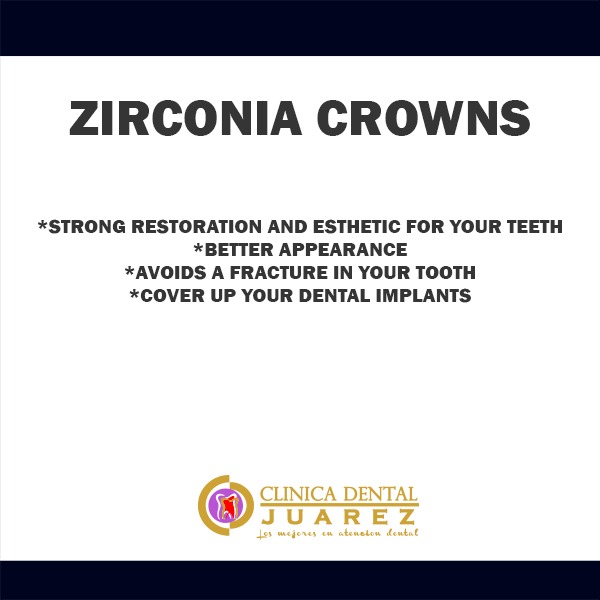 ZIRCONIA CROWNS
*STRONG RESTORATION AND ESTHETIC FOR YOUR TEETH
*BETTER APPEARANCE
*AVOIDS A FRACTURE IN YOUR TOOTH
*COVER UP YOUR DENTAL IMPLANTS
CLINICA DENTAL
JUAREZ
Los mejores en atencion dental